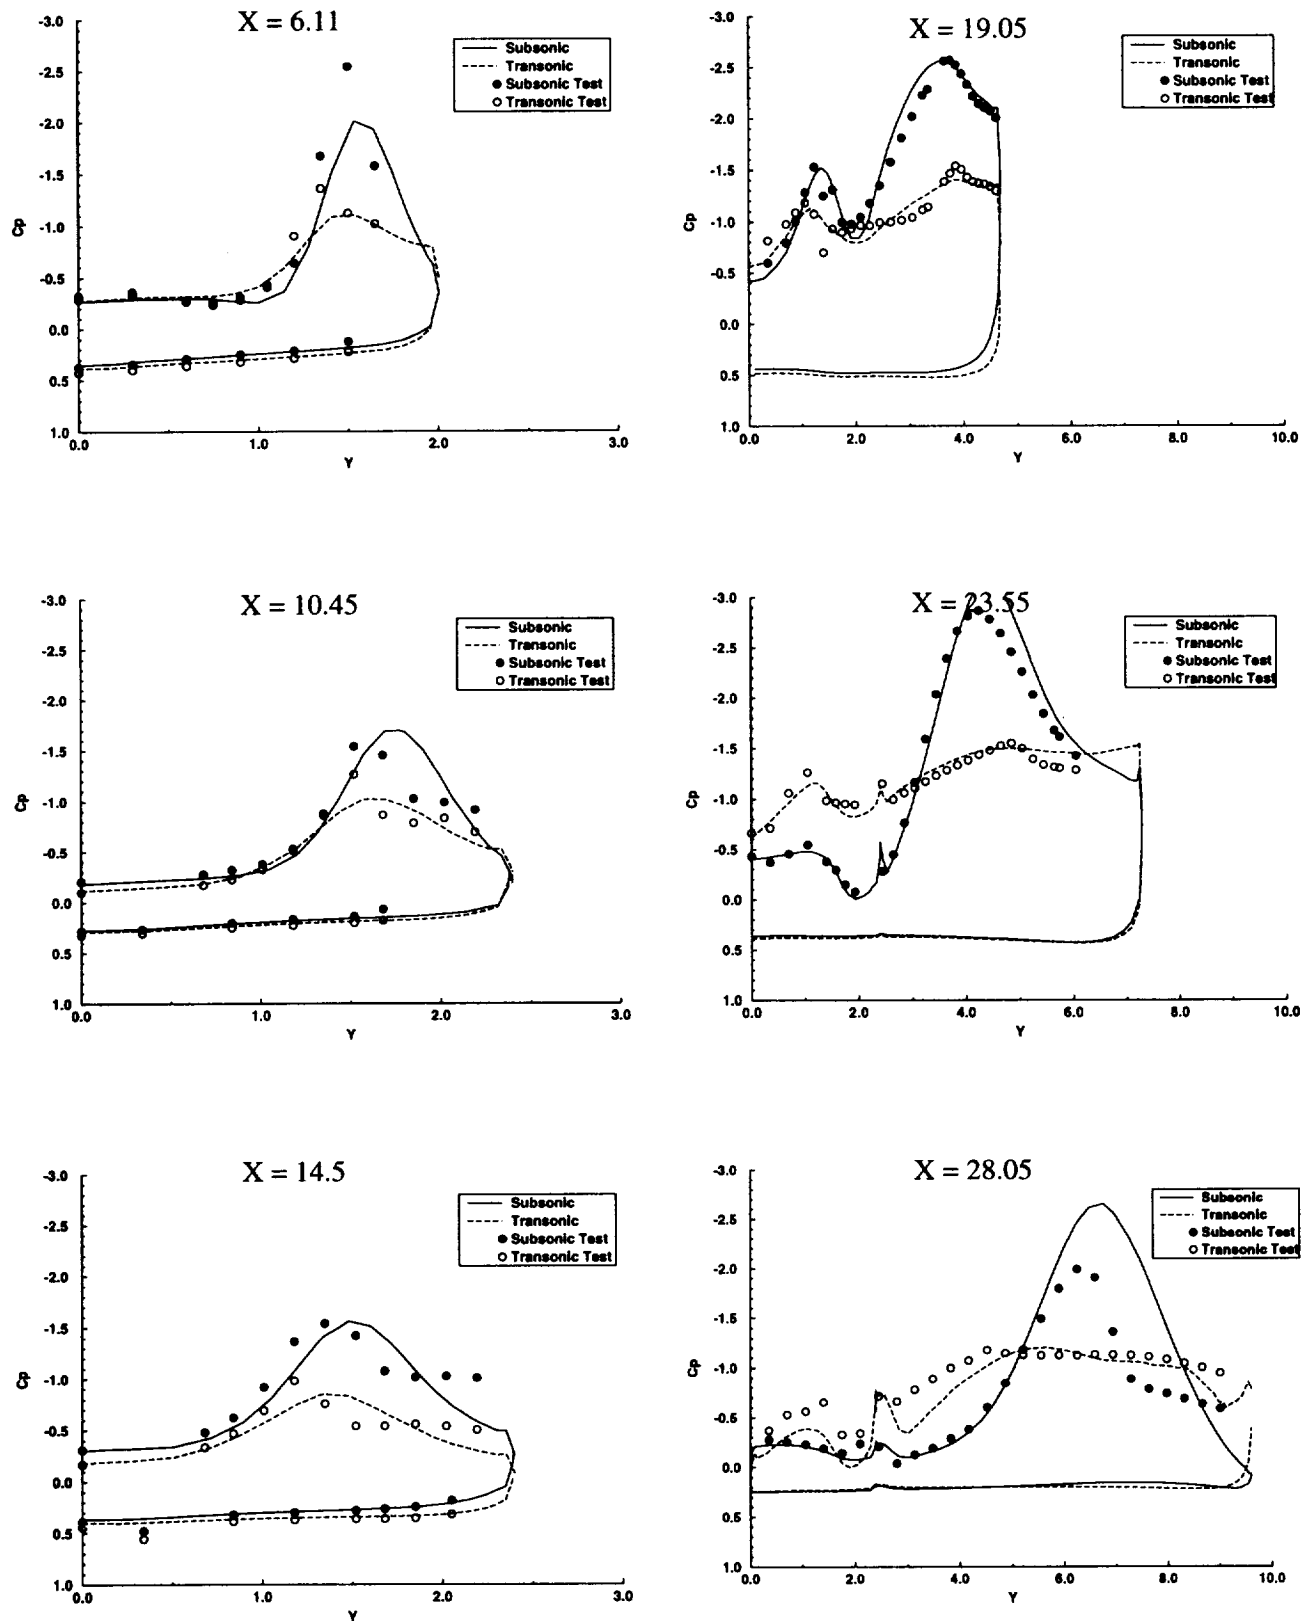 X = 6.11
-3.0
-2.5
-2.0
-1.5
-1.0
-0.5
0.0
0.5
1.0
Cp
0.0 1.0 2.0 3.0
Y
Subsonic
Transonic
Subsonic Test
Transonic Test
X = 19.05
-3.0
-2.5
-2.0
-1.5
-1.0
-0.5
0.0
0.5
1.0
Cp
0.0 2.0 4.0 6.0 8.0 10.0
Y
Subsonic
Transonic
Subsonic Test
Transonic Test
X = 10.45
-3.0
-2.5
-2.0
-1.5
-1.0
-0.5
0.0
0.5
1.0
Cp
0.0 1.0 2.0 3.0
Y
Subsonic
Transonic
Subsonic Test
Transonic Test
X = 23.55
-3.0
-2.5
-2.0
-1.5
-1.0
-0.5
0.0
0.5
1.0
Cp
0.0 2.0 4.0 6.0 8.0 10.0
Y
Subsonic
Transonic
Subsonic Test
Transonic Test
X = 14.5
-3.0
-2.5
-2.0
-1.5
-1.0
-0.5
0.0
0.5
1.0
Cp
0.0 1.0 2.0 3.0
Y
Subsonic
Transonic
Subsonic Test
Transonic Test
X = 28.05
-3.0
-2.5
-2.0
-1.5
-1.0
-0.5
0.0
0.5
1.0
Cp
0.0 2.0 4.0 6.0 8.0 10.0
Y
Subsonic
Transonic
Subsonic Test
Transonic Test